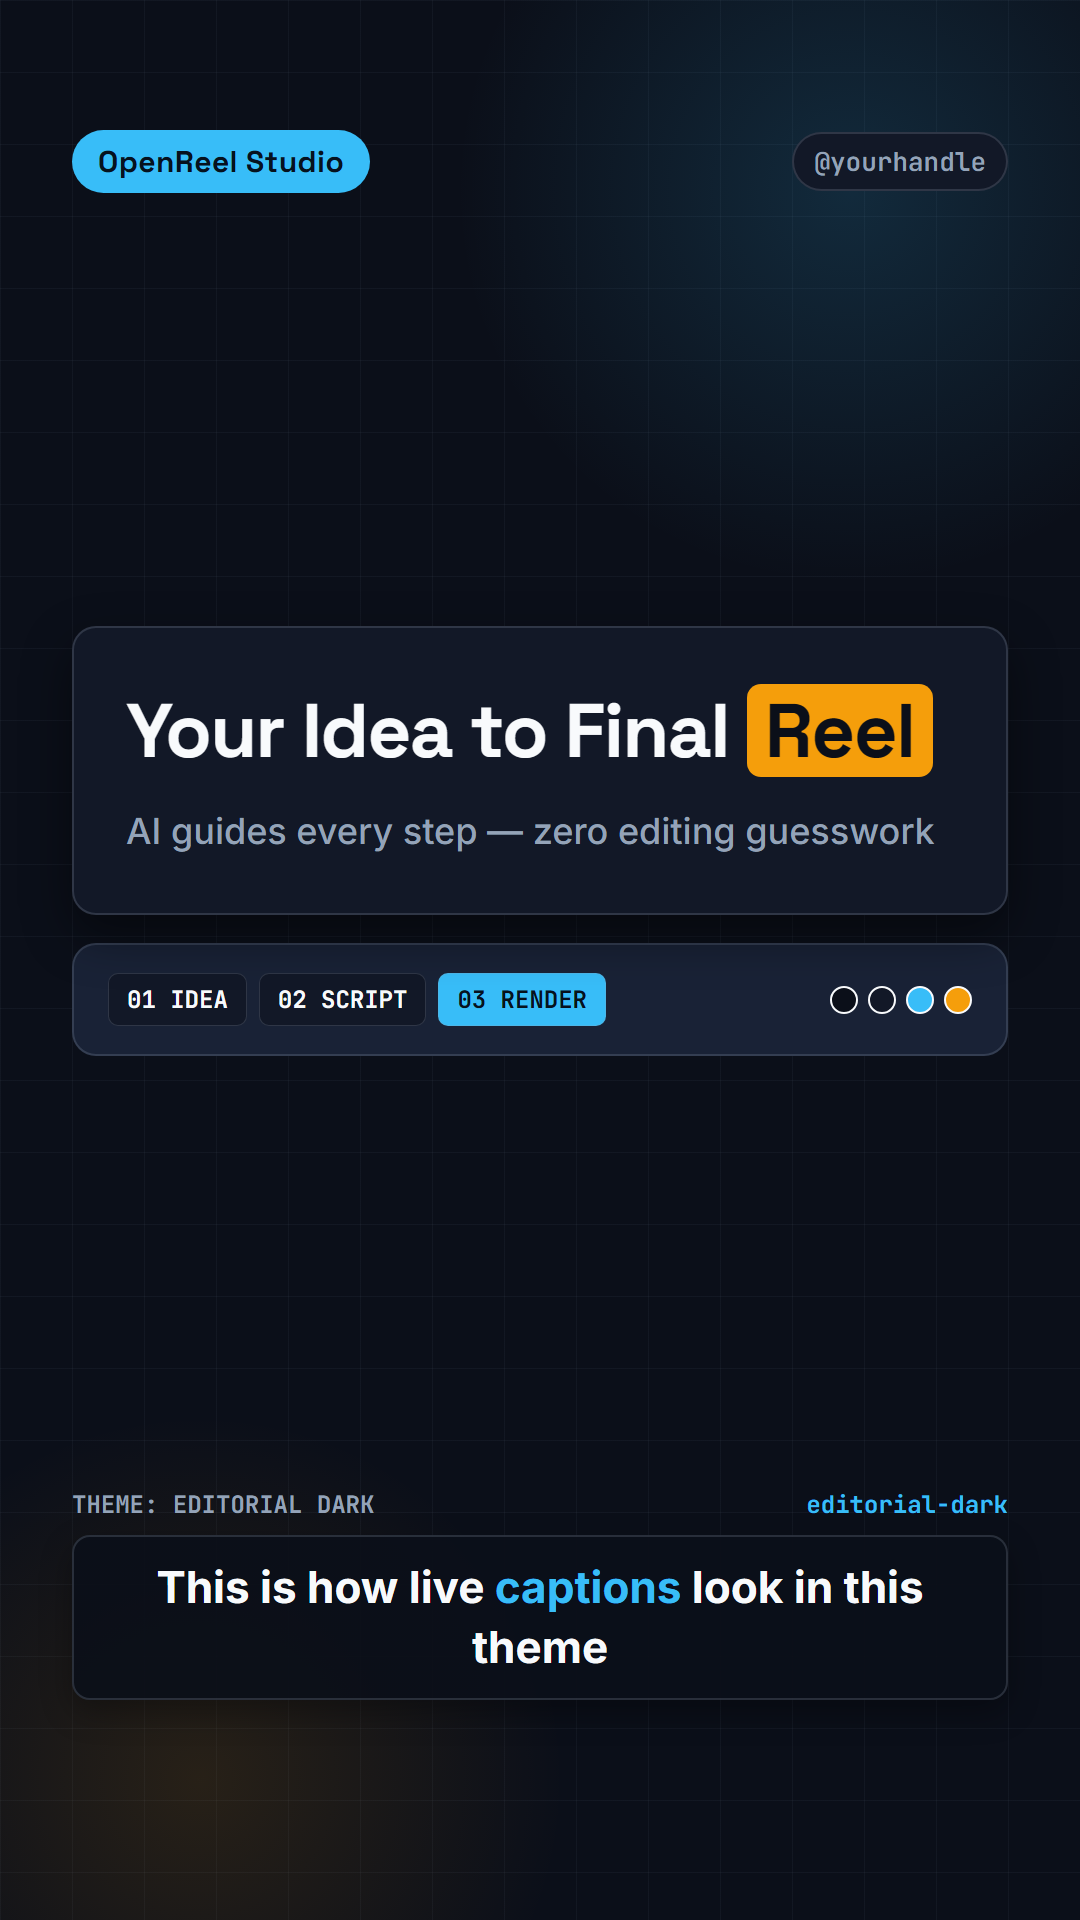 OpenReel Studio
@yourhandle
Your Idea to Final Reel
AI guides every step — zero editing guesswork
01 IDEA
02 SCRIPT
03 RENDER
THEME: EDITORIAL DARK
editorial-dark
This is how live captions look in this
theme